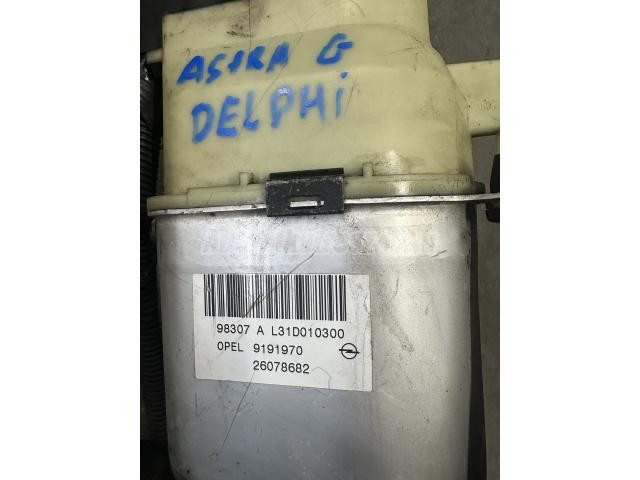 ASTRA G
DELPHI
98307 A L31D010300
OPEL 9191970
26078682